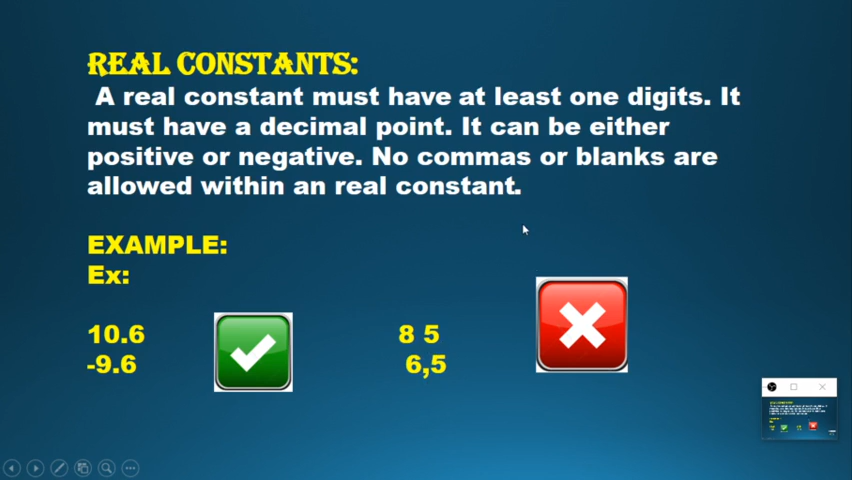 REAL CONSTANTS:
A real constant must have at least one digits. It
must have a decimal point. It can be either
positive or negative. No commas or blanks are
allowed within an real constant.
EXAMPLE:
Ex:
10.6
-9.6
8 5
6,5